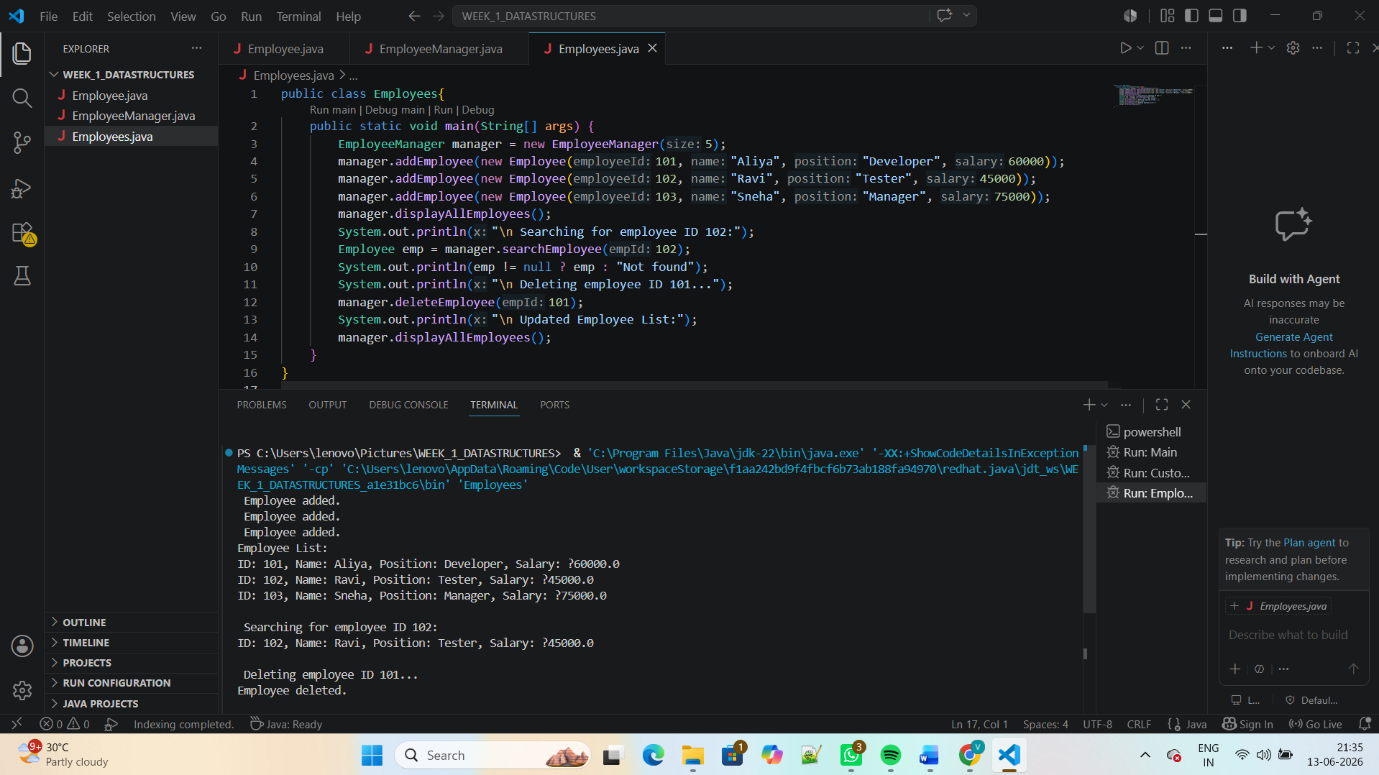 File Edit Selection View Go Run Terminal Help
WEEK_1_DATASTRUCTURES
EXPLORER
WEEK_1_DATASTRUCTURES
J Employee.java
J EmployeeManager.java
J Employees.java
OUTLINE
TIMELINE
PROJECTS
RUN CONFIGURATION
JAVA PROJECTS
J Employee.java J EmployeeManager.java J Employees.java
J Employees.java > ...
1 public class Employees{
Run main | Debug main | Run | Debug
2 public static void main(String[] args) {
3 EmployeeManager manager = new EmployeeManager(size: 5);
4 manager.addEmployee(new Employee(employeeId: 101, name: "Aliya", position: "Developer", salary: 60000));
5 manager.addEmployee(new Employee(employeeId: 102, name: "Ravi", position: "Tester", salary: 45000));
6 manager.addEmployee(new Employee(employeeId: 103, name: "Sneha", position: "Manager", salary: 75000));
7 manager.displayAllEmployees();
8 System.out.println(x: "\n Searching for employee ID 102:");
9 Employee emp = manager.searchEmployee(empId: 102);
10 System.out.println(emp != null ? emp : "Not found");
11 System.out.println(x: "\n Deleting employee ID 101...");
12 manager.deleteEmployee(empId: 101);
13 System.out.println(x: "\n Updated Employee List:");
14 manager.displayAllEmployees();
15 }
16 }
17
PROBLEMS OUTPUT DEBUG CONSOLE TERMINAL PORTS
PS C:\Users\lenovo\Pictures\WEEK_1_DATASTRUCTURES> & 'C:\Program Files\Java\jdk-22\bin\java.exe' '-XX:+ShowCodeDetailsInException
Messages' '-cp' 'C:\Users\lenovo\AppData\Roaming\Code\User\workspaceStorage\f1aa242bd9f4fbcf6b73ab188fa94970\redhat.java\jdt_ws\WE
EK_1_DATASTRUCTURES_a1e31bc6\bin' 'Employees'
Employee added.
Employee added.
Employee added.
Employee List:
ID: 101, Name: Aliya, Position: Developer, Salary: ?60000.0
ID: 102, Name: Ravi, Position: Tester, Salary: ?45000.0
ID: 103, Name: Sneha, Position: Manager, Salary: ?75000.0
Searching for employee ID 102:
ID: 102, Name: Ravi, Position: Tester, Salary: ?45000.0
Deleting employee ID 101...
Employee deleted.
powershell
Run: Main
Run: Custo...
Run: Emplo...
Build with Agent
AI responses may be
inaccurate
Generate Agent
Instructions to onboard AI
onto your codebase.
Tip: Try the Plan agent to
research and plan before
implementing changes.
J Employees.java
Describe what to build
L... Defaul...
0 0 Indexing completed. Java: Ready Ln 17, Col 1 Spaces: 4 UTF-8 CRLF {} Java Sign In Go Live
9+ 30°C
Partly cloudy
Search
1
3
V
ENG
IN
21:35
13-06-2026